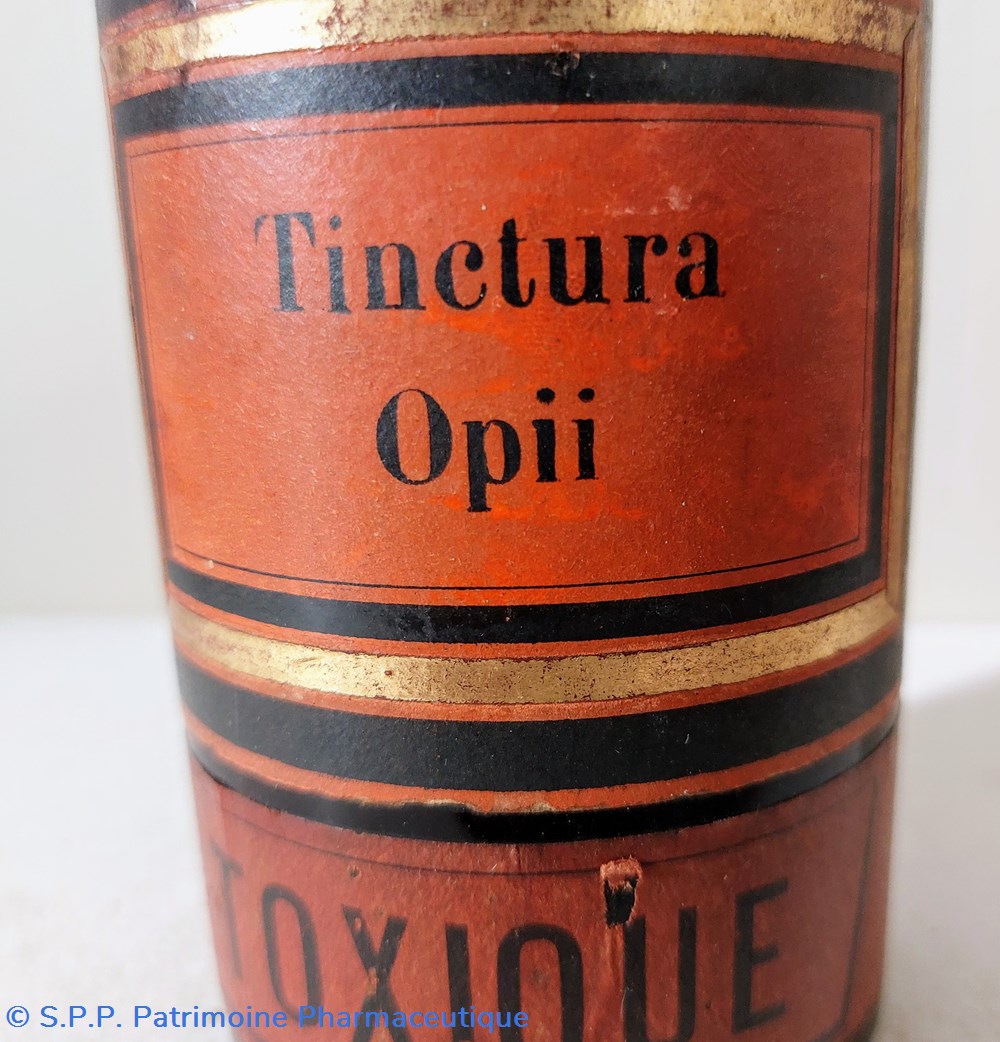 Tinctura
Opii
TOXIQUE
© S.P.P. Patrimoine Pharmaceutique